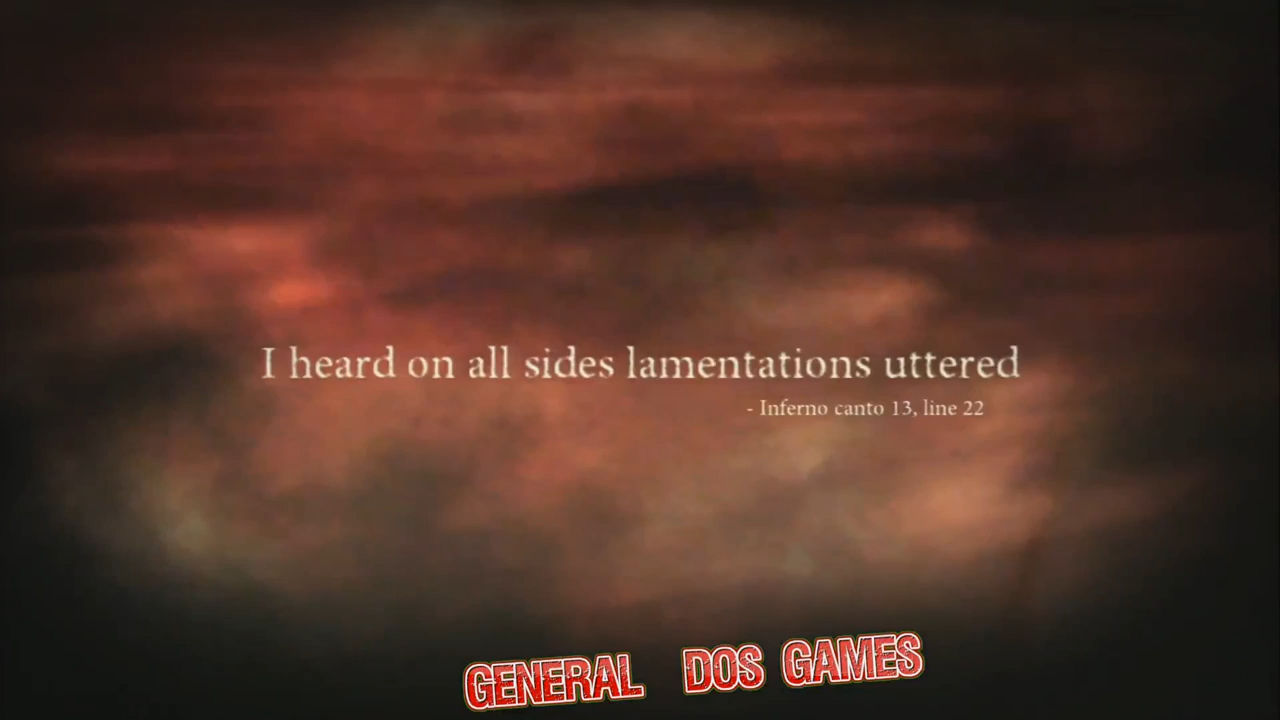 I heard on all sides lamentations uttered
- Inferno canto 13, line 22
GENERAL DOS GAMES